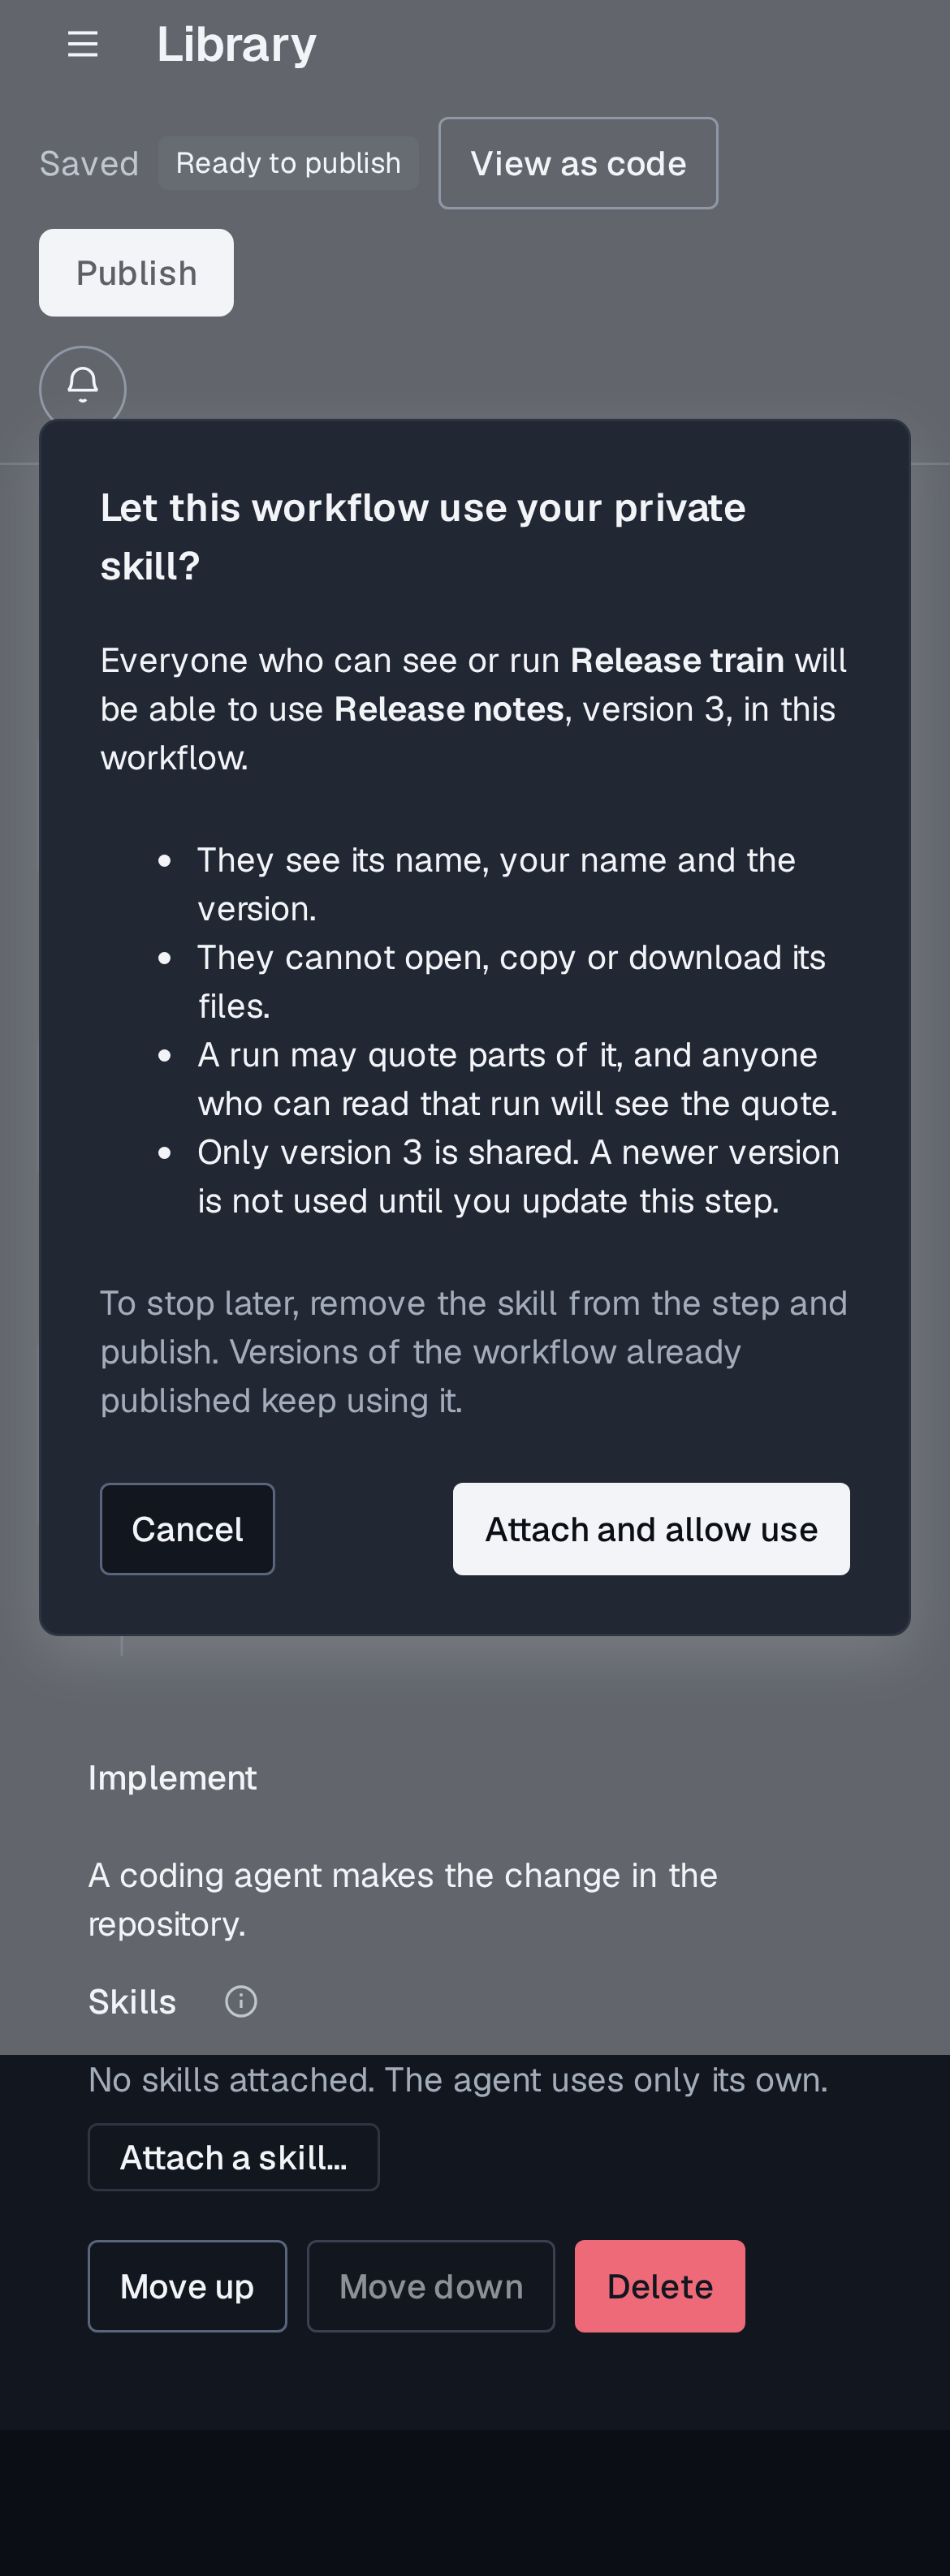 Library
Saved
Ready to publish
View as code
Publish
Let this workflow use your private
skill?
Everyone who can see or run Release train will
be able to use Release notes, version 3, in this
workflow.
• They see its name, your name and the
version.
• They cannot open, copy or download its
files.
• A run may quote parts of it, and anyone
who can read that run will see the quote.
• Only version 3 is shared. A newer version
is not used until you update this step.
To stop later, remove the skill from the step and
publish. Versions of the workflow already
published keep using it.
Cancel
Attach and allow use
Implement
A coding agent makes the change in the
repository.
Skills
No skills attached. The agent uses only its own.
Attach a skill...
Move up
Move down
Delete